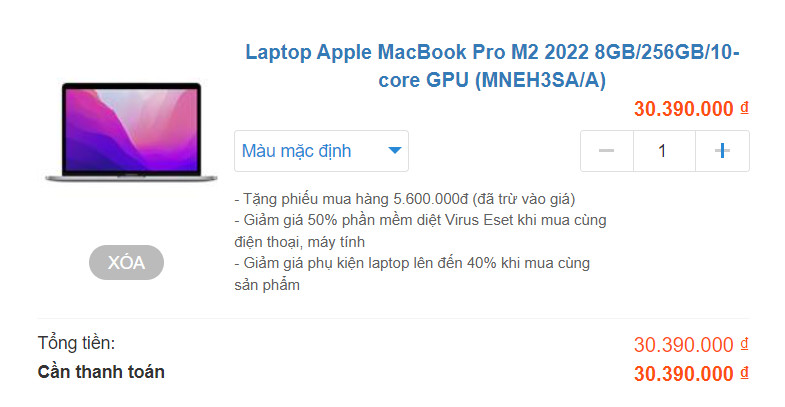 Laptop Apple MacBook Pro M2 2022 8GB/256GB/10-
core GPU (MNEH3SA/A)
30.390.000 ₫
Màu mặc định
1
- Tặng phiếu mua hàng 5.600.000đ (đã trừ vào giá)
- Giảm giá 50% phần mềm diệt Virus Eset khi mua cùng
điện thoại, máy tính
- Giảm giá phụ kiện laptop lên đến 40% khi mua cùng
sản phẩm
XÓA
Tổng tiền:
30.390.000 ₫
Cần thanh toán
30.390.000 ₫